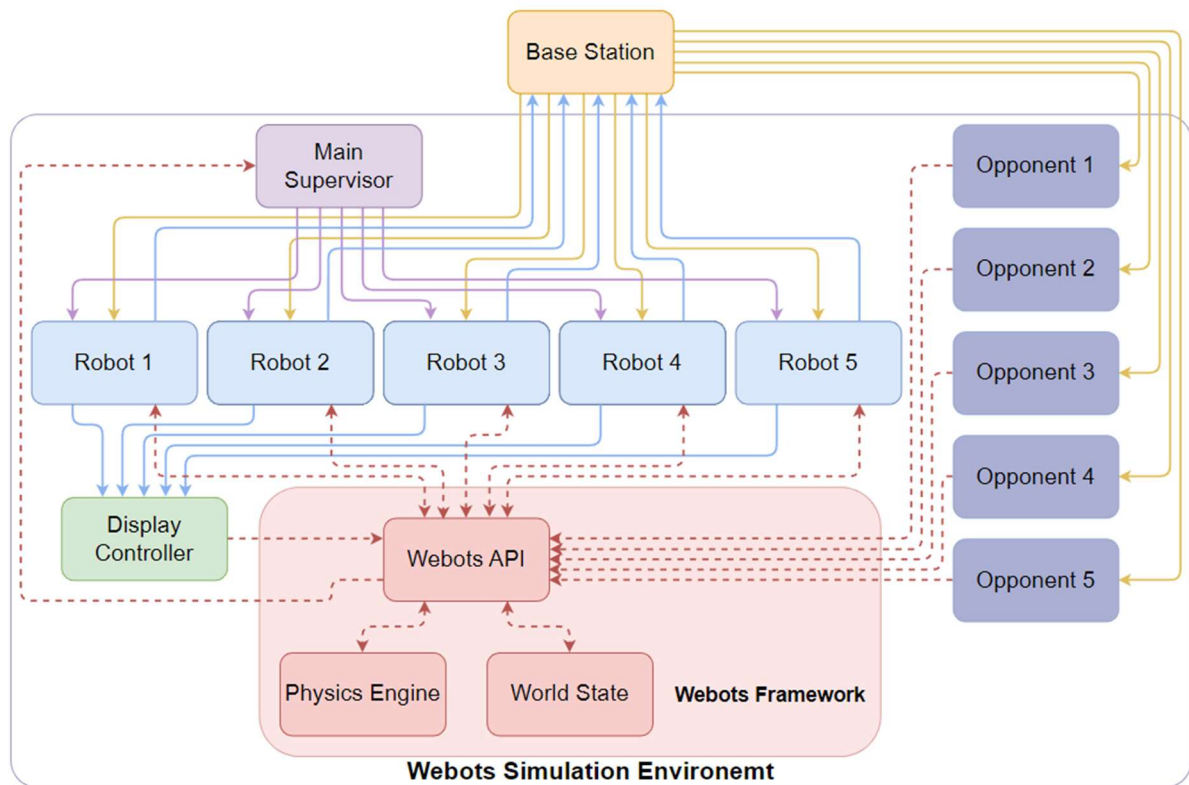 Base Station
Main
Supervisor
Opponent 1
Opponent 2
Opponent 3
Opponent 4
Opponent 5
Robot 1
Robot 2
Robot 3
Robot 4
Robot 5
Display
Controller
Webots API
Physics Engine
World State
Webots Framework
Webots Simulation Environemt